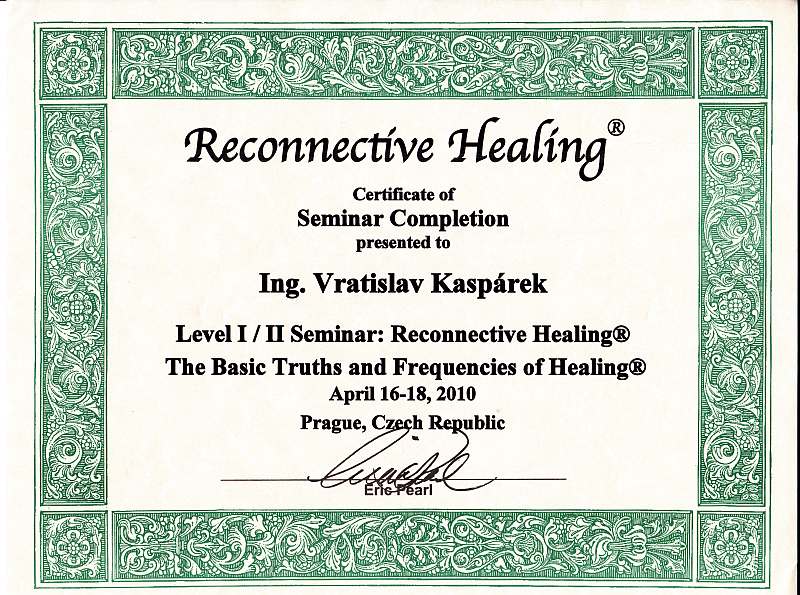 Reconnective Healing®
Certificate of
Seminar Completion
presented to
Ing. Vratislav Kaspárek
Level I / II Seminar: Reconnective Healing®
The Basic Truths and Frequencies of Healing®
April 16-18, 2010
Prague, Czech Republic
Eric Pearl